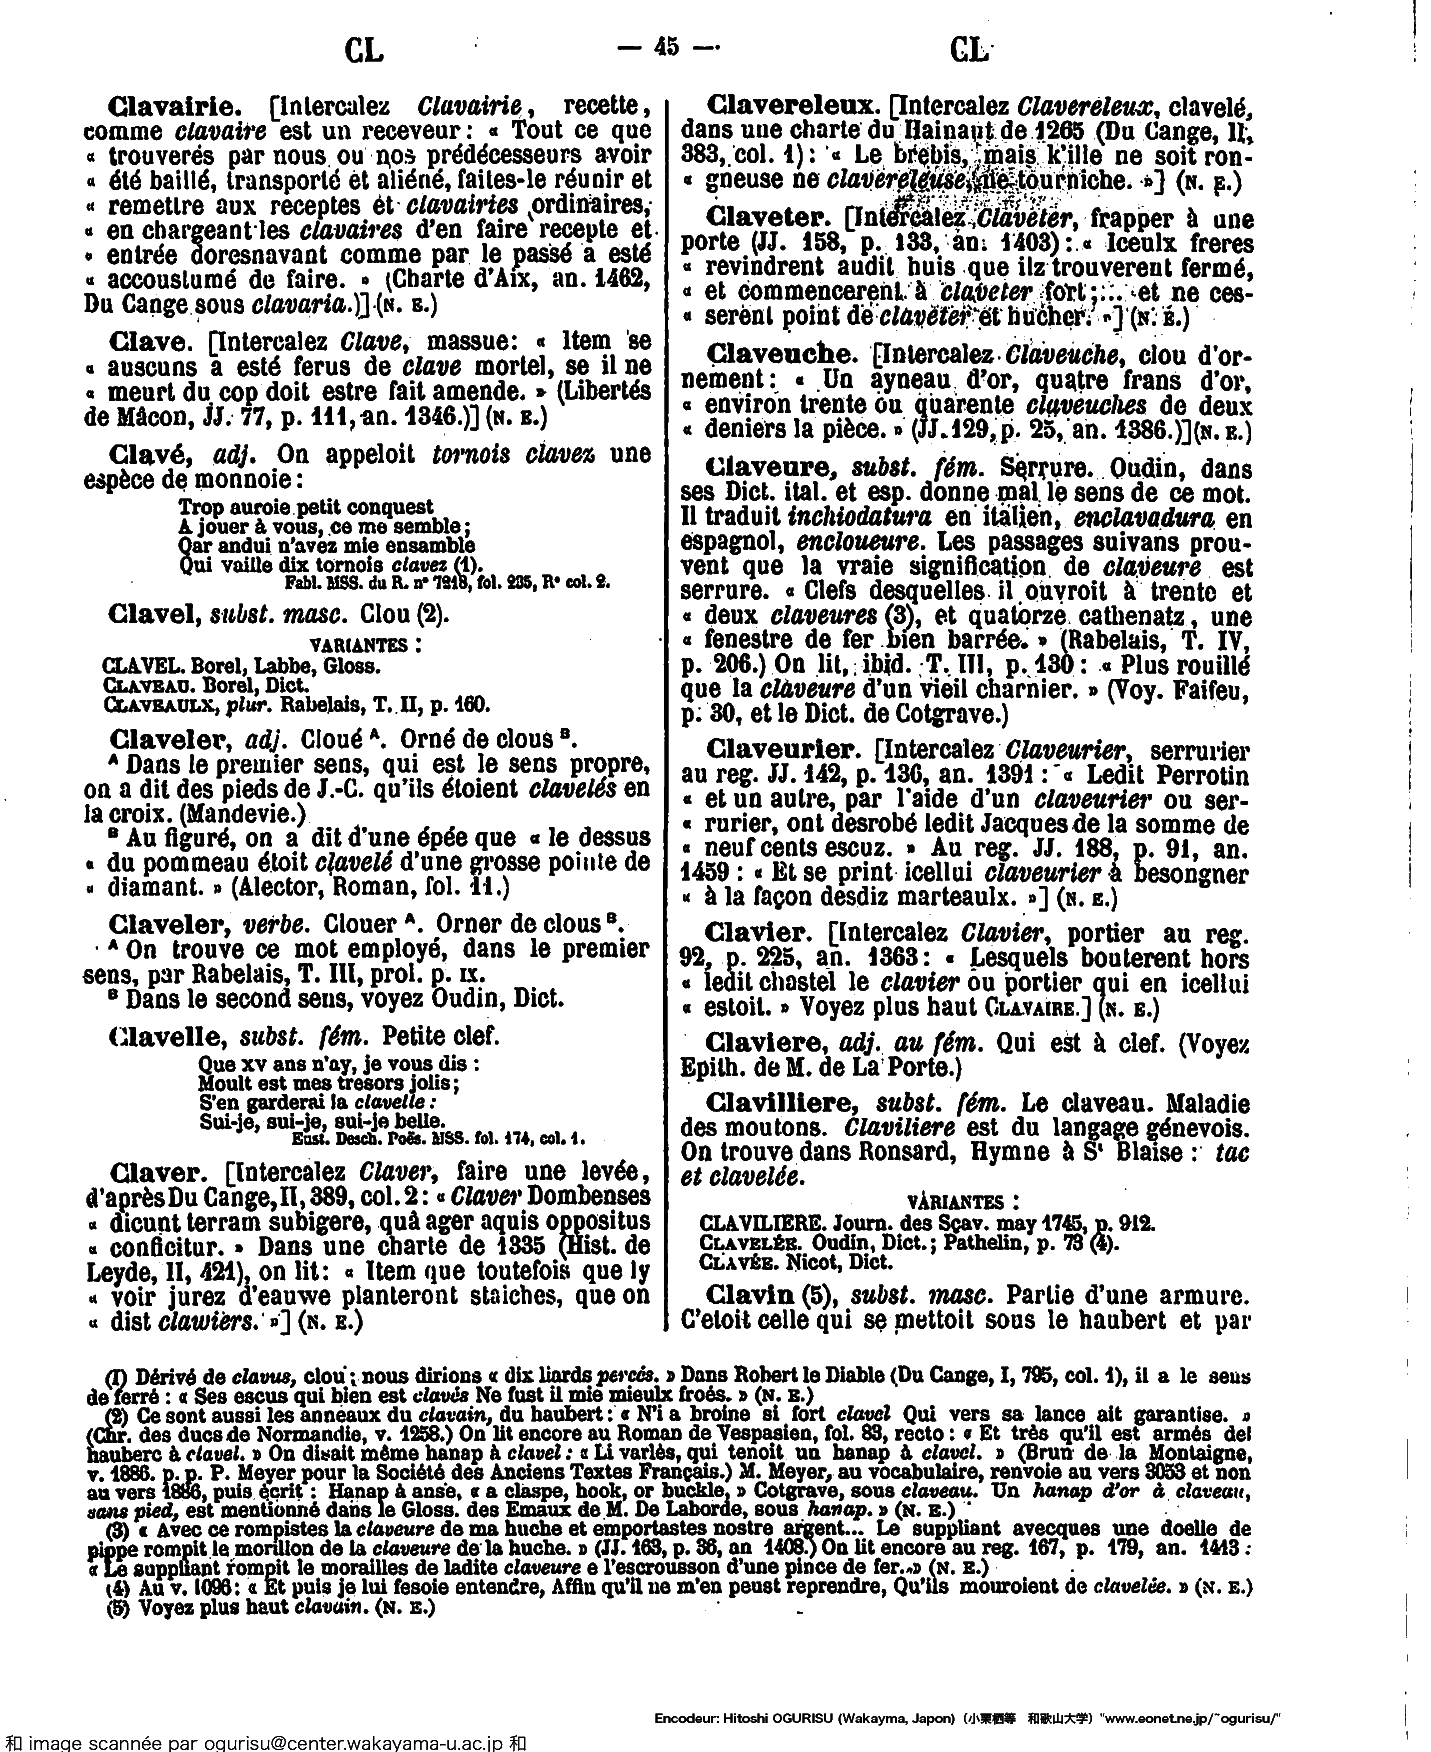 CL — 45 — CL
Clavairie. [Intercalez Clavairie, recette,
comme clavaire est un receveur : « Tout ce que
« trouverés par nous ou nos prédécesseurs avoir
« été baillé, transporté et aliéné, faites-le réunir et
« remettre aux receptes et clavairies ordinaires,
« en chargeant les clavaires d'en faire recepte et
« entrée doresnavant comme par le passé a esté
« accoustumé de faire. » (Charte d'Aix, an. 1462,
Du Cange sous clavaria.)] (N. E.)
Clave. [Intercalez Clave, massue: « Item se
« auscuns a esté ferus de clave mortel, se il ne
« meurt du cop doit estre fait amende. » (Libertés
de Mâcon, JJ. 77, p. 111, an. 1346.)] (N. E.)
Clavé, adj. On appeloit tornois clavez une
espèce de monnoie :
Trop auroie petit conquest
A jouer à vous, ce me semble ;
Qar andui n'avez mie ensamble
Qui vaille dix tornois clavez (1).
Fabl. MSS. du R. n° 7218, fol. 235, R° col. 2.
Clavel, subst. masc. Clou (2).
VARIANTES :
CLAVEL. Borel, Labbe, Gloss.
CLAVEAU. Borel, Dict.
CLAVEAULX, plur. Rabelais, T. II, p. 160.
Claveler, adj. Cloué A. Orné de clous B.
A Dans le premier sens, qui est le sens propre,
on a dit des pieds de J.-C. qu'ils étoient clavelés en
la croix. (Mandevie.)
B Au figuré, on a dit d'une épée que « le dessus
« du pommeau étoit clavelé d'une grosse pointe de
« diamant. » (Alector, Roman, fol. 11.)
Claveler, verbe. Clouer A. Orner de clous B.
A On trouve ce mot employé, dans le premier
sens, par Rabelais, T. III, prol. p. IX.
B Dans le second sens, voyez Oudin, Dict.
Clavelle, subst. fém. Petite clef.
Que XV ans n'ay, je vous dis :
Moult est mes tresors jolis ;
S'en garderai la clavelle :
Sui-je, sui-je, sui-je belle.
Eust. Desch. Poës. MSS. fol. 174, col. 1.
Claver. [Intercalez Claver, faire une levée,
d'après Du Cange, II, 389, col. 2 : « Claver Dombenses
« dicunt terram subigere, quâ ager aquis oppositus
« conficitur. » Dans une charte de 1335 (Hist. de
Leyde, II, 421), on lit : « Item que toutefois que ly
« voir jurez d'eauwe planteront staiches, que on
« dist clawiers. »] (N. E.)
Clavereleux. [Intercalez Clavereleux, clavelé,
dans une charte du Hainaut de 1265 (Du Cange, II,
383, col. 1) : « Le brebis, mais k'ille ne soit ron-
« gneuse ne clavereleuse, ne tourniche. »] (N. E.)
Claveter. [Intercalez Claveter, frapper à une
porte (JJ. 158, p. 133, an. 1403) : « Iceulx freres
« revindrent audit huis que ilz trouverent fermé,
« et commencerent à claveter fort ;... et ne ces-
« serent point de claveter et hucher. »] (N. E.)
Claveuche. [Intercalez Claveuche, clou d'or-
nement : « Un ayneau d'or, quatre frans d'or,
« environ trente ou quarente claveuches de deux
« deniers la pièce. » (JJ. 129, p. 25, an. 1386.)] (N. E.)
Claveure, subst. fém. Serrure. Oudin, dans
ses Dict. ital. et esp. donne mal le sens de ce mot.
Il traduit inchiodatura en italien, enclavadura en
espagnol, encloueure. Les passages suivans prou-
vent que la vraie signification de claveure est
serrure. « Clefs desquelles il ouvroit à trente et
« deux claveures (3), et quatorze cathenatz, une
« fenestre de fer bien barrée. » (Rabelais, T. IV,
p. 206.) On lit, ibid. T. III, p. 130 : « Plus rouillé
que la claveure d'un vieil charnier. » (Voy. Faifeu,
p. 30, et le Dict. de Cotgrave.)
Claveurier. [Intercalez Claveurier, serrurier
au reg. JJ. 142, p. 136, an. 1391 : « Ledit Perrotin
« et un autre, par l'aide d'un claveurier ou ser-
« rurier, ont desrobé ledit Jacques de la somme de
« neuf cents escuz. » Au reg. JJ. 188, p. 91, an.
1459 : « Et se print icellui claveurier à besongner
« à la façon desdiz marteaulx. »] (N. E.)
Clavier. [Intercalez Clavier, portier au reg.
92, p. 225, an. 1363 : « Lesquels bouterent hors
« ledit chastel le clavier ou portier qui en icellui
« estoit. » Voyez plus haut CLAVAIRE.] (N. E.)
Claviere, adj. au fém. Qui est à clef. (Voyez
Epith. de M. de La Porte.)
Clavilliere, subst. fém. Le claveau. Maladie
des moutons. Claviliere est du langage génevois.
On trouve dans Ronsard, Hymne à St Blaise : tac
et clavelée.
VARIANTES :
CLAVILIERE. Journ. des Sçav. may 1745, p. 912.
CLAVELÉE. Oudin, Dict. ; Pathelin, p. 73 (4).
CLAVÉE. Nicot, Dict.
Clavin (5), subst. masc. Partie d'une armure.
C'etoit celle qui se mettoit sous le haubert et par
(1) Dérivé de clavus, clou ; nous dirions « dix liards percés. » Dans Robert le Diable (Du Cange, I, 795, col. 1), il a le sens
de ferré : « Ses escus qui bien est clavés Ne fust il mie mieulx froés. » (N. E.)
(2) Ce sont aussi les anneaux du clavain, du haubert : « N'i a broine si fort clavel Qui vers sa lance ait garantise. »
(Chr. des ducs de Normandie, v. 1258.) On lit encore au Roman de Vespasien, fol. 83, recto : « Et très qu'il est armés del
hauberc à clavel. » On disait même hanap à clavel : « Li varlès, qui tenoit un hanap à clavel. » (Brun de la Montaigne,
v. 1886. p. p. P. Meyer pour la Société des Anciens Textes Français.) M. Meyer, au vocabulaire, renvoie au vers 3053 et non
au vers 1886, puis écrit : Hanap à anse, « a claspe, hook, or buckle, » Cotgrave, sous claveau. Un hanap d'or à claveau,
sans pied, est mentionné dans le Gloss. des Emaux de M. De Laborde, sous hanap. » (N. E.)
(3) « Avec ce rompistes la claveure de ma huche et emportastes nostre argent... Le suppliant avecques une doelle de
pippe rompit le morillon de la claveure de la huche. » (JJ. 163, p. 36, an 1408.) On lit encore au reg. 167, p. 179, an. 1413 :
« Le suppliant rompit le morailles de ladite claveure e l'escrousson d'une pince de fer. » (N. E.)
(4) Au v. 1096 : « Et puis je lui fesoie entendre, Affin qu'il ne m'en peust reprendre, Qu'ils mouroient de clavelée. » (N. E.)
(5) Voyez plus haut clavain. (N. E.)
Encodeur: Hitoshi OGURISU (Wakayma, Japon) (小栗栖等 和歌山大学) "www.eonet.ne.jp/~ogurisu/"
和 image scannée par ogurisu@center.wakayama-u.ac.jp 和